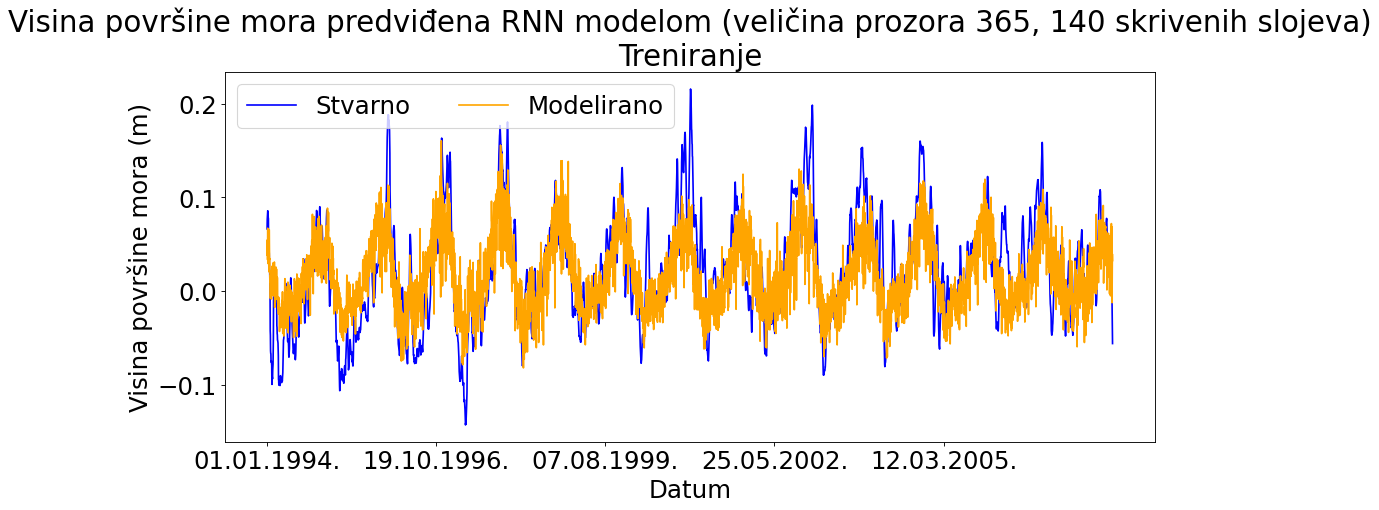 Visina površine mora predviđena RNN modelom (veličina prozora 365, 140 skrivenih slojeva)
Treniranje
Stvarno
Modelirano
Visina površine mora (m)
0.2
0.1
0.0
−0.1
01.01.1994.
19.10.1996.
07.08.1999.
25.05.2002.
12.03.2005.
Datum